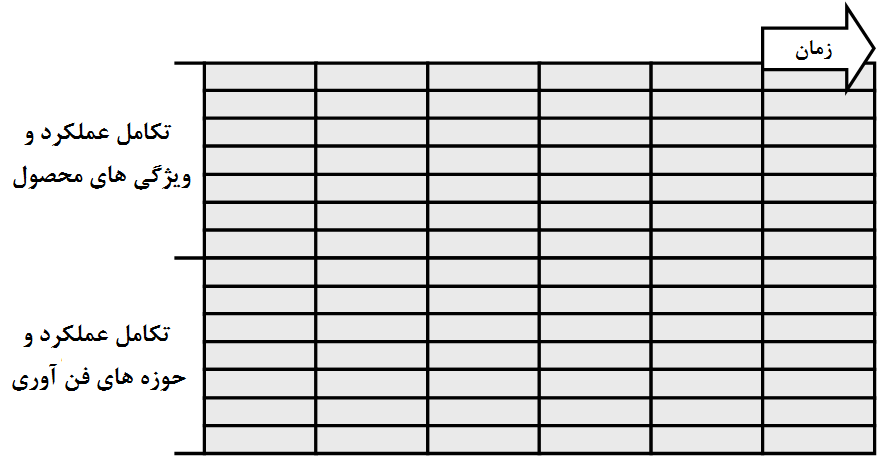 زمان
تکامل عملکرد و
ویژگی های محصول
تکامل عملکرد و
حوزه های فن آوری